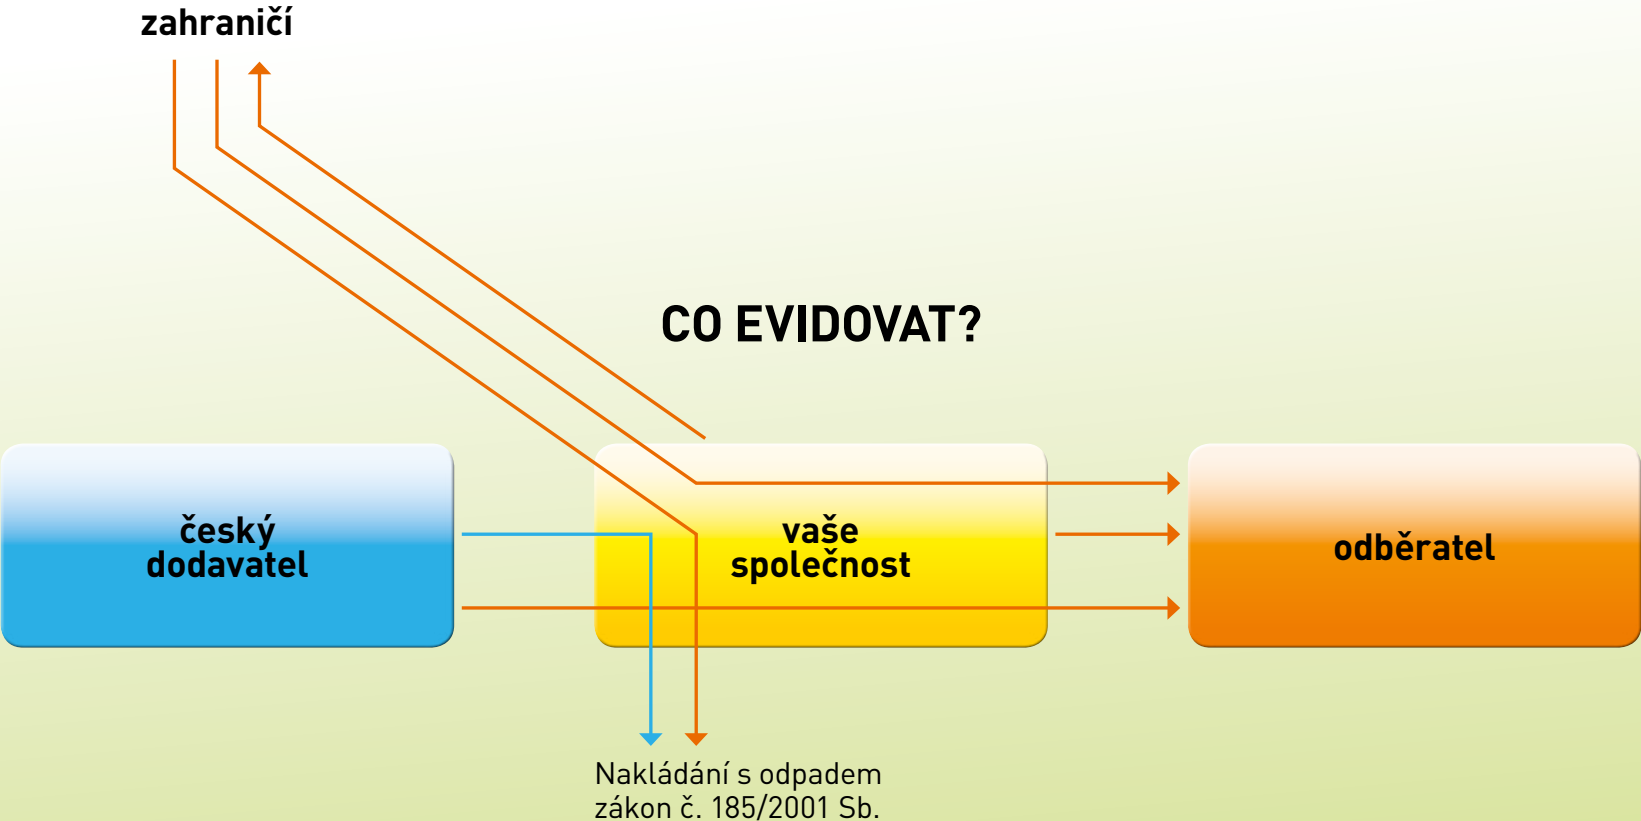 zahraničí
CO EVIDOVAT?
český
dodavatel
vaše
společnost
odběratel
Nakládání s odpadem
zákon č. 185/2001 Sb.